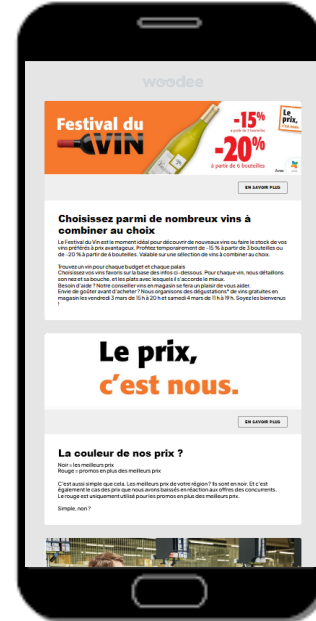 woodee
Festival du
VIN
-15%
à partir de 3 bouteilles
-20%
à partir de 6 bouteilles
Le
prix,
c'est nous.
Avec
EN SAVOIR PLUS
Choisissez parmi de nombreux vins à
combiner au choix
Le Festival du Vin est le moment idéal pour découvrir de nouveaux vins ou faire le stock de vos
vins préférés à prix avantageux. Profitez temporairement de -15 % à partir de 3 bouteilles ou
de -20 % à partir de 6 bouteilles. Valable sur une sélection de vins à combiner au choix.
Trouvez un vin pour chaque budget et chaque palais
Choisissez vos vins favoris sur la base des infos ci-dessous. Pour chaque vin, nous détaillons
son nez et sa bouche, et les plats avec lesquels il s'accorde le mieux.
Besoin d'aide ? Notre conseiller vins en magasin se fera un plaisir de vous aider.
Envie de goûter avant d'acheter ? Nous organisons des dégustations* de vins gratuites en
magasin les vendredi 3 mars de 15 h à 20 h et samedi 4 mars de 11 h à 19 h. Soyez les bienvenus
!
Le prix,
c'est nous.
EN SAVOIR PLUS
La couleur de nos prix ?
Noir = les meilleurs prix
Rouge = promos en plus des meilleurs prix
C'est aussi simple que cela. Les meilleurs prix de votre région ? Ils sont en noir. Et c'est
également le cas des prix que nous avons baissés en réaction aux offres des concurrents.
Le rouge est uniquement utilisé pour les promos en plus des meilleurs prix.
Simple, non ?